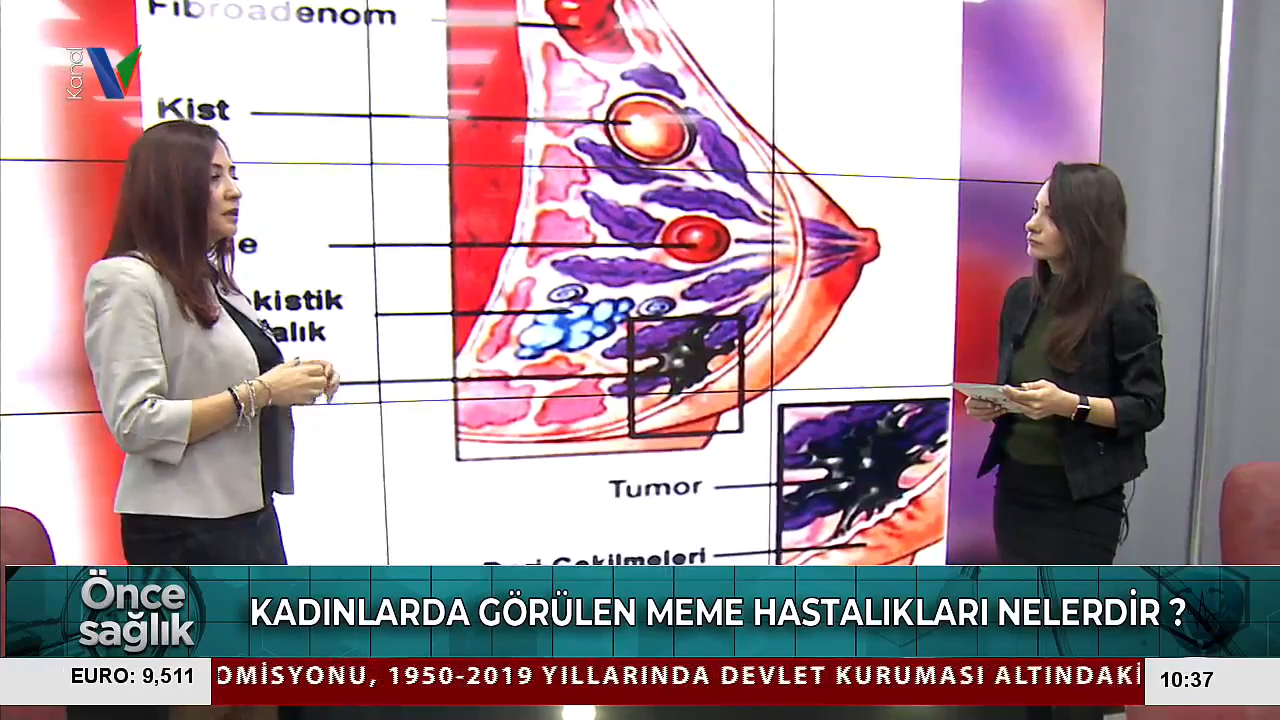 Fibroadenom
Kanal V
Kist
e
kistik
alık
Tumor
Çekilmeleri
Önce
sağlık
KADINLARDA GÖRÜLEN MEME HASTALIKLARI NELERDİR ?
EURO: 9,511
OMİSYONU, 1950-2019 YILLARINDA DEVLET KURUMASI ALTINDAKİ
10:37